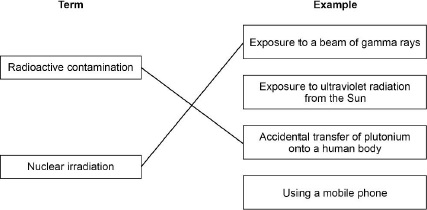 Term
Example
Radioactive contamination
Nuclear irradiation
Exposure to a beam of gamma rays
Exposure to ultraviolet radiation
from the Sun
Accidental transfer of plutonium
onto a human body
Using a mobile phone